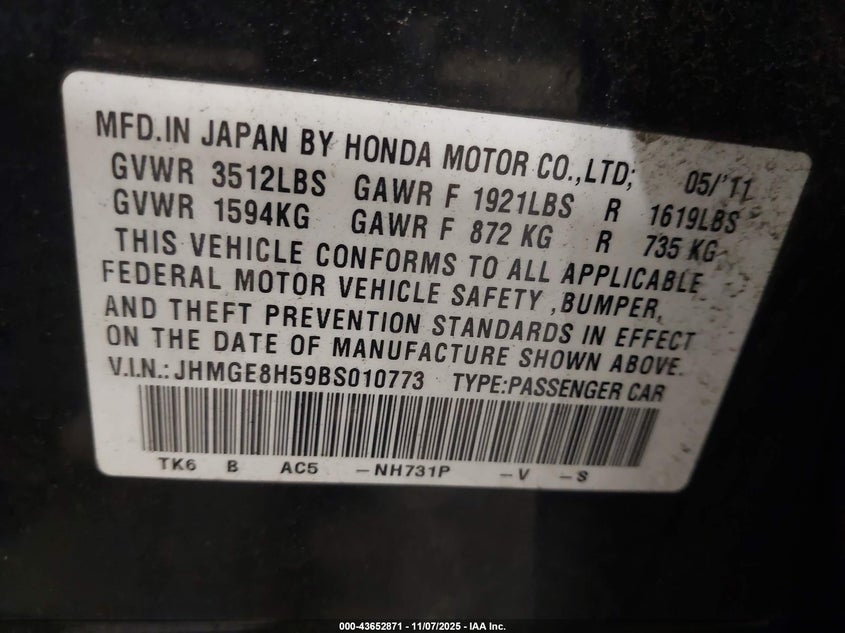 MFD.IN JAPAN BY HONDA MOTOR CO.,LTD; 05/'11
GVWR 3512LBS GAWR F 1921LBS R 1619LBS
GVWR 1594KG GAWR F 872 KG R 735 KG
THIS VEHICLE CONFORMS TO ALL APPLICABLE
FEDERAL MOTOR VEHICLE SAFETY ,BUMPER,
AND THEFT PREVENTION STANDARDS IN EFFECT
ON THE DATE OF MANUFACTURE SHOWN ABOVE.
V.I.N.: JHMGE8H59BS010773 TYPE:PASSENGER CAR
TK6 B AC5 –NH731P –V –S
000-43652871 - 11/07/2025 - IAA Inc.